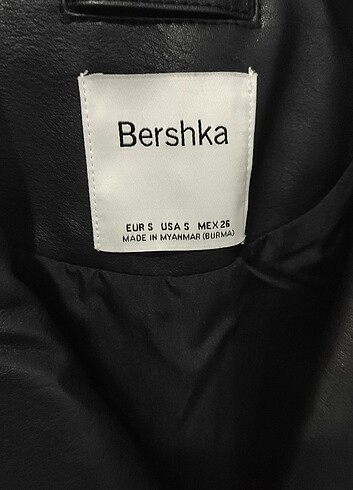 Bershka
EUR S USA S MEX 26
MADE IN MYANMAR (BURMA)